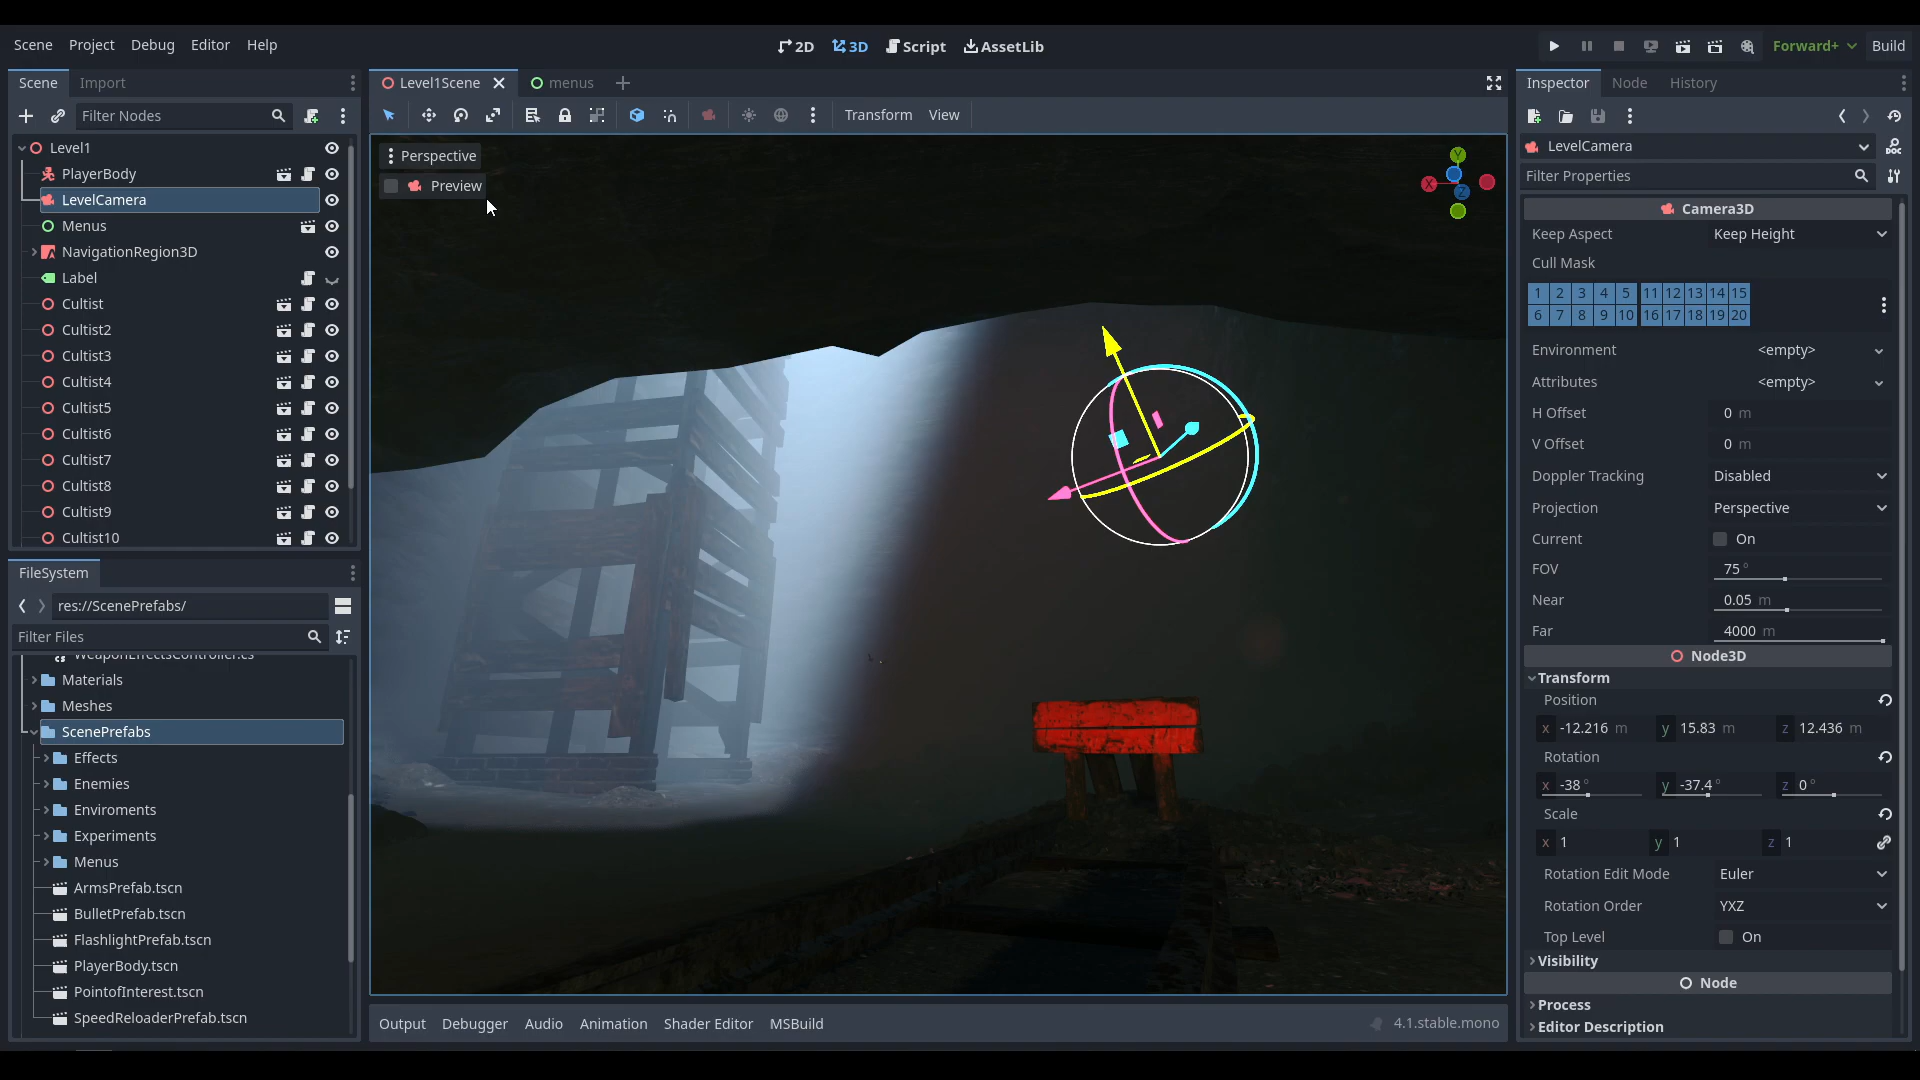 Scene Project Debug Editor Help
2D 3D Script AssetLib
Forward+ Build
Scene Import
Filter Nodes
Level1
PlayerBody
LevelCamera
Menus
NavigationRegion3D
Label
Cultist
Cultist2
Cultist3
Cultist4
Cultist5
Cultist6
Cultist7
Cultist8
Cultist9
Cultist10
FileSystem
res://ScenePrefabs/
Filter Files
WeaponEffectsController.cs
Materials
Meshes
ScenePrefabs
Effects
Enemies
Enviroments
Experiments
Menus
ArmsPrefab.tscn
BulletPrefab.tscn
FlashlightPrefab.tscn
PlayerBody.tscn
PointofInterest.tscn
SpeedReloaderPrefab.tscn
Level1Scene menus
Transform View
Perspective
Preview
Y
X
Z
Output Debugger Audio Animation Shader Editor MSBuild
4.1.stable.mono
Inspector Node History
LevelCamera
Filter Properties
Camera3D
Keep Aspect Keep Height
Cull Mask
1 2 3 4 5 11 12 13 14 15
6 7 8 9 10 16 17 18 19 20
Environment <empty>
Attributes <empty>
H Offset 0 m
V Offset 0 m
Doppler Tracking Disabled
Projection Perspective
Current On
FOV 75 °
Near 0.05 m
Far 4000 m
Node3D
Transform
Position
x -12.216 m y 15.83 m z 12.436 m
Rotation
x -38 ° y -37.4 ° z 0 °
Scale
x 1 y 1 z 1
Rotation Edit Mode Euler
Rotation Order YXZ
Top Level On
Visibility
Node
Process
Editor Description